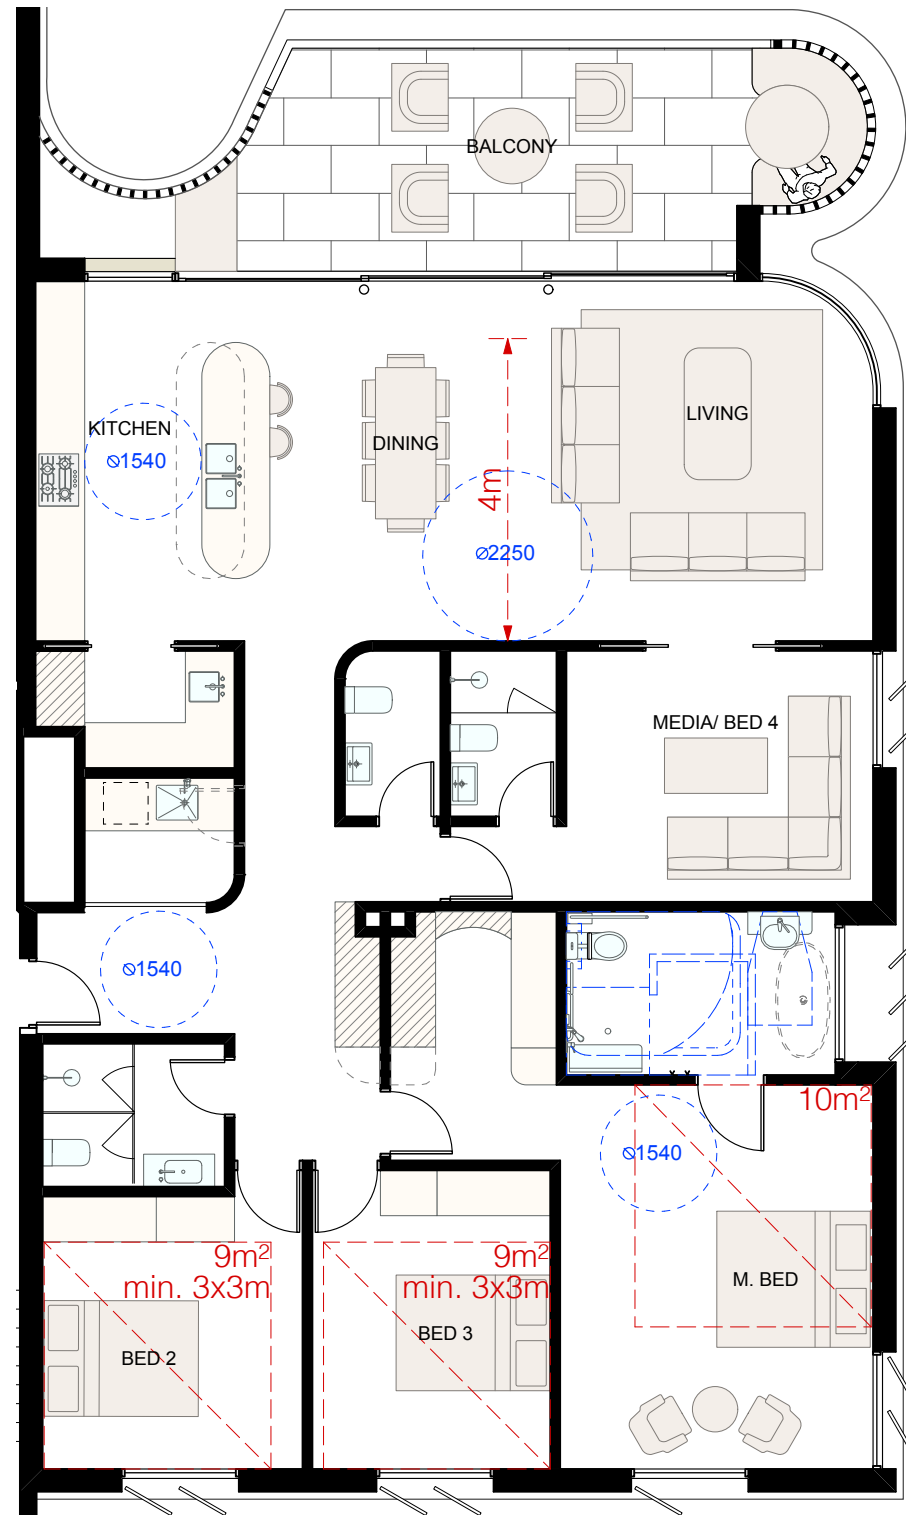 BALCONY
KITCHEN
⌀1540
DINING
LIVING
4m
⌀2250
MEDIA/ BED 4
⌀1540
10m²
⌀1540
9m²
min. 3x3m
9m²
min. 3x3m
M. BED
BED 3
BED 2